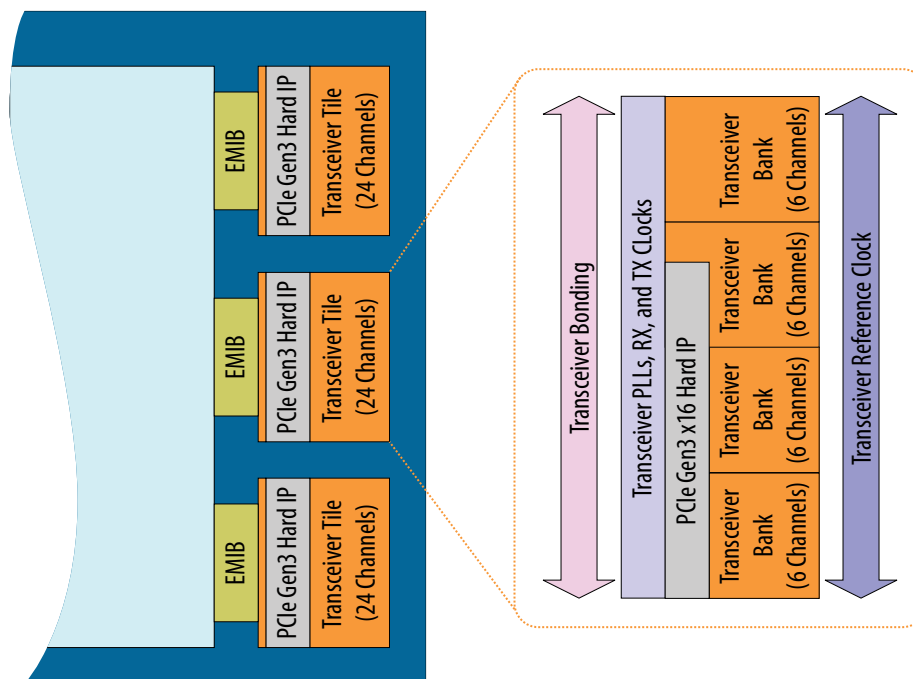 EMIB
PCIe Gen3 Hard IP
Transceiver Tile
(24 Channels)
EMIB
PCIe Gen3 Hard IP
Transceiver Tile
(24 Channels)
EMIB
PCIe Gen3 Hard IP
Transceiver Tile
(24 Channels)
Transceiver Bonding
Transceiver PLLs, RX, and TX CLocks
PCIe Gen3 x16 Hard IP
Transceiver
Bank
(6 Channels)
Transceiver
Bank
(6 Channels)
Transceiver
Bank
(6 Channels)
Transceiver
Bank
(6 Channels)
Transceiver Reference Clock